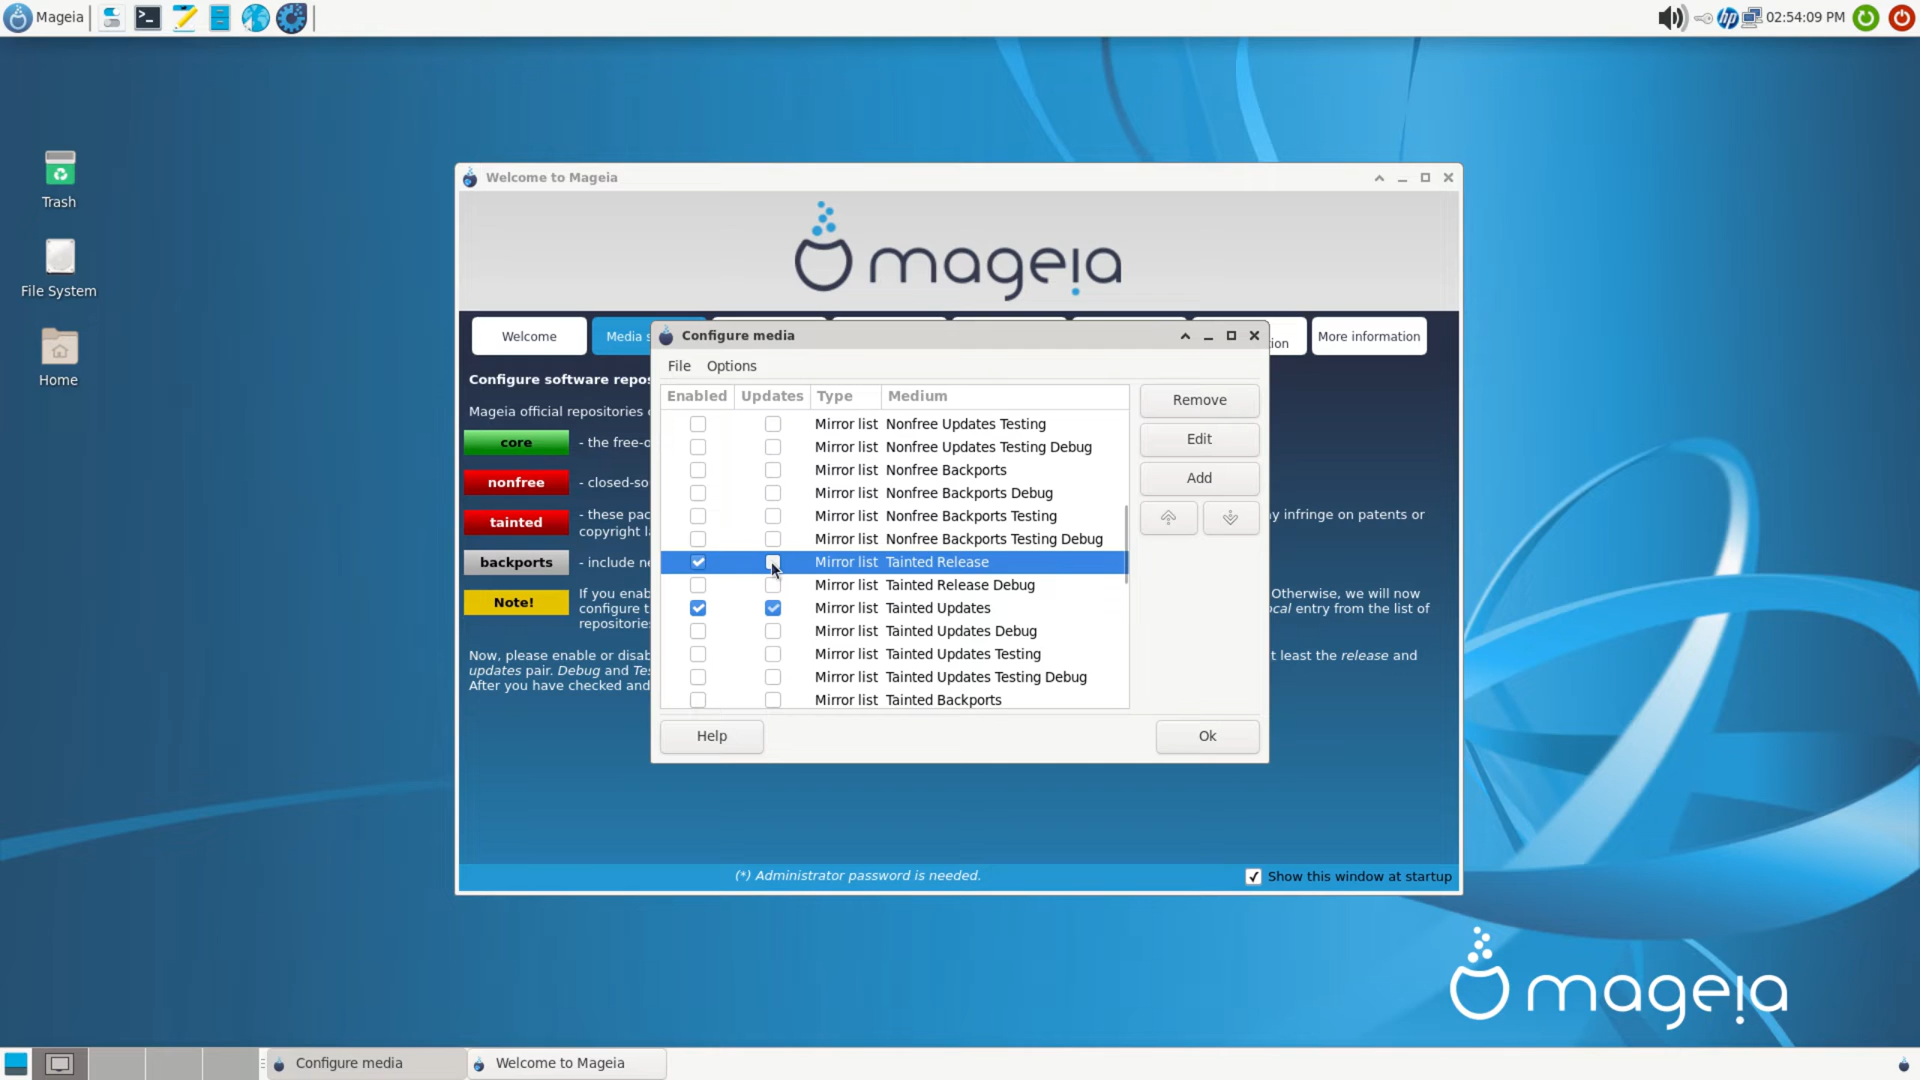 Mageia
02:54:09 PM
Trash
File System
Home
Welcome to Mageia
mageia
Welcome
Media s
ion
More information
Configure software repos
Mageia official repositories
core
- the free-o
nonfree
- closed-so
tainted
- these pac
copyright l
y infringe on patents or
backports
- include ne
Note!
If you enab
configure t
repositorie
Otherwise, we will now
ocal entry from the list of
Now, please enable or disab
t least the release and
updates pair. Debug and Te
After you have checked and
(*) Administrator password is needed.
Show this window at startup
Configure media
File Options
Enabled Updates Type Medium
Mirror list Nonfree Updates Testing
Mirror list Nonfree Updates Testing Debug
Mirror list Nonfree Backports
Mirror list Nonfree Backports Debug
Mirror list Nonfree Backports Testing
Mirror list Nonfree Backports Testing Debug
Mirror list Tainted Release
Mirror list Tainted Release Debug
Mirror list Tainted Updates
Mirror list Tainted Updates Debug
Mirror list Tainted Updates Testing
Mirror list Tainted Updates Testing Debug
Mirror list Tainted Backports
Remove
Edit
Add
Help
Ok
mageia
Configure media
Welcome to Mageia